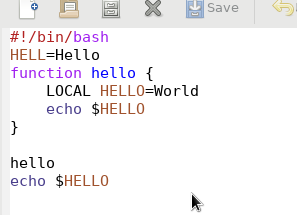 Save
#!/bin/bash
HELL=Hello
function hello {
    LOCAL HELLO=World
    echo $HELLO
}

hello
echo $HELLO